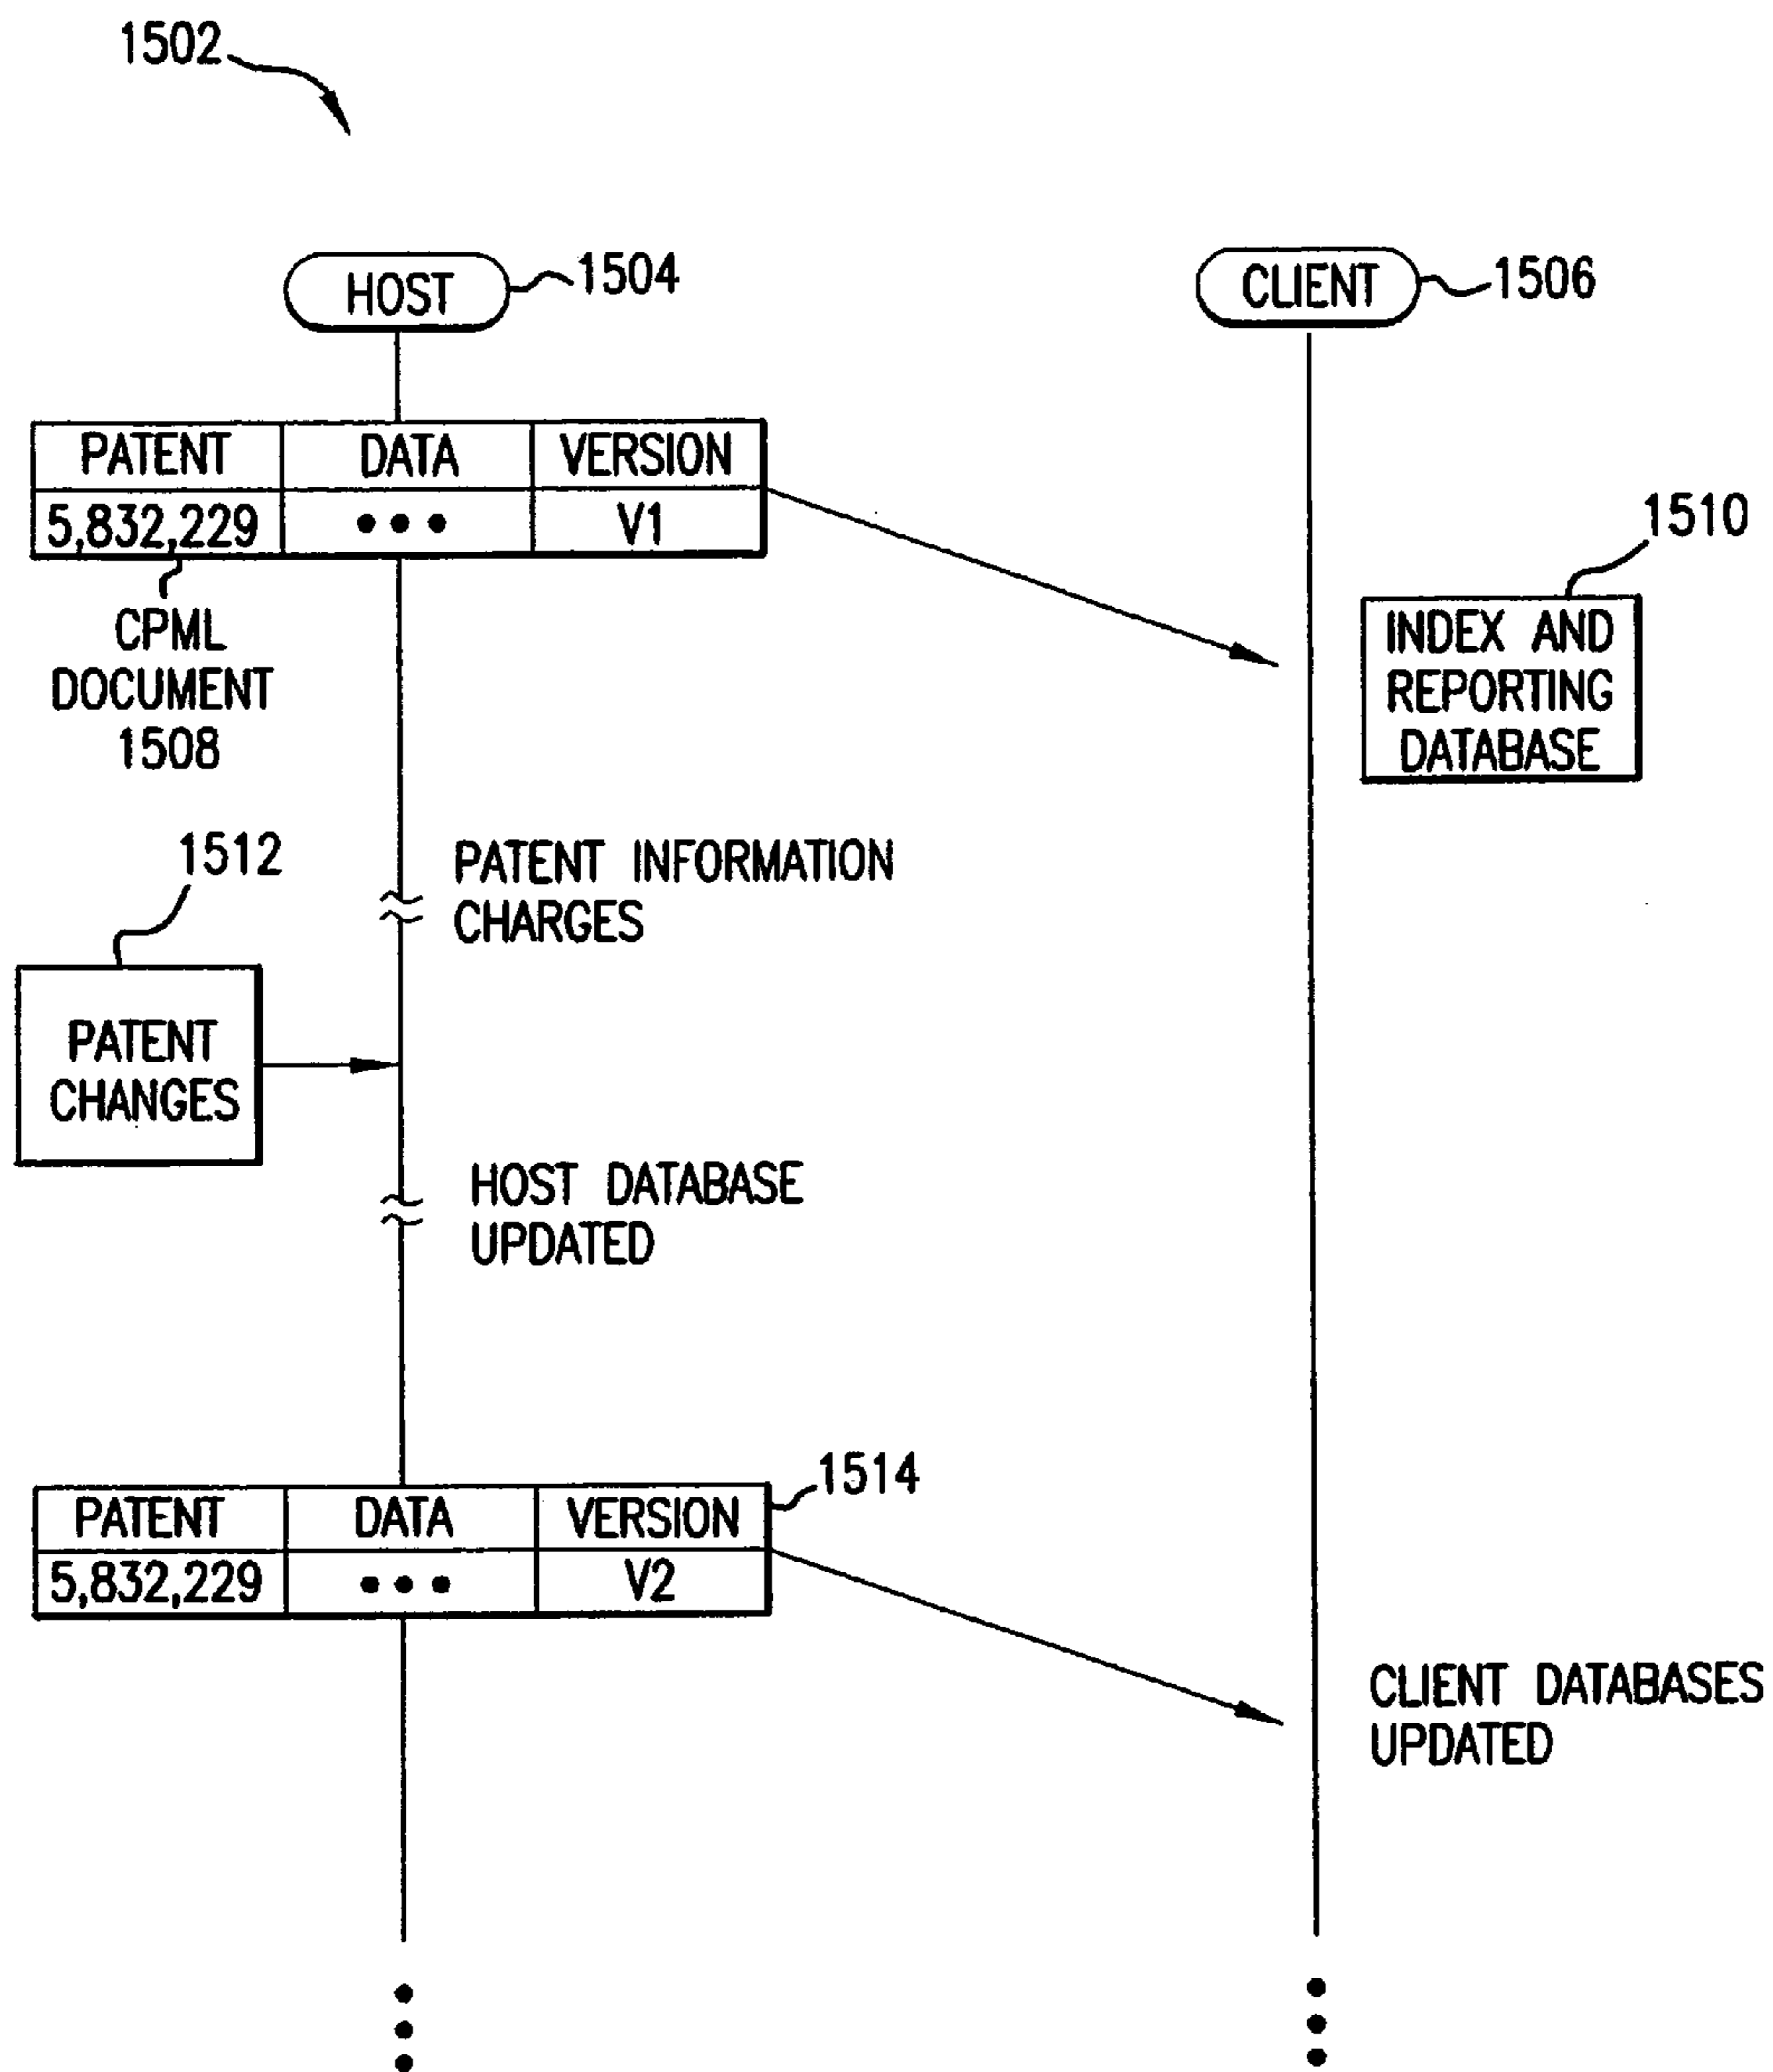 1502
HOST
1504
CLIENT
1506
PATENT DATA VERSION
5,832,229 ••• V1
CPML
DOCUMENT
1508
1510
INDEX AND
REPORTING
DATABASE
PATENT INFORMATION
CHARGES
1512
PATENT
CHANGES
HOST DATABASE
UPDATED
1514
PATENT DATA VERSION
5,832,229 ••• V2
CLIENT DATABASES
UPDATED